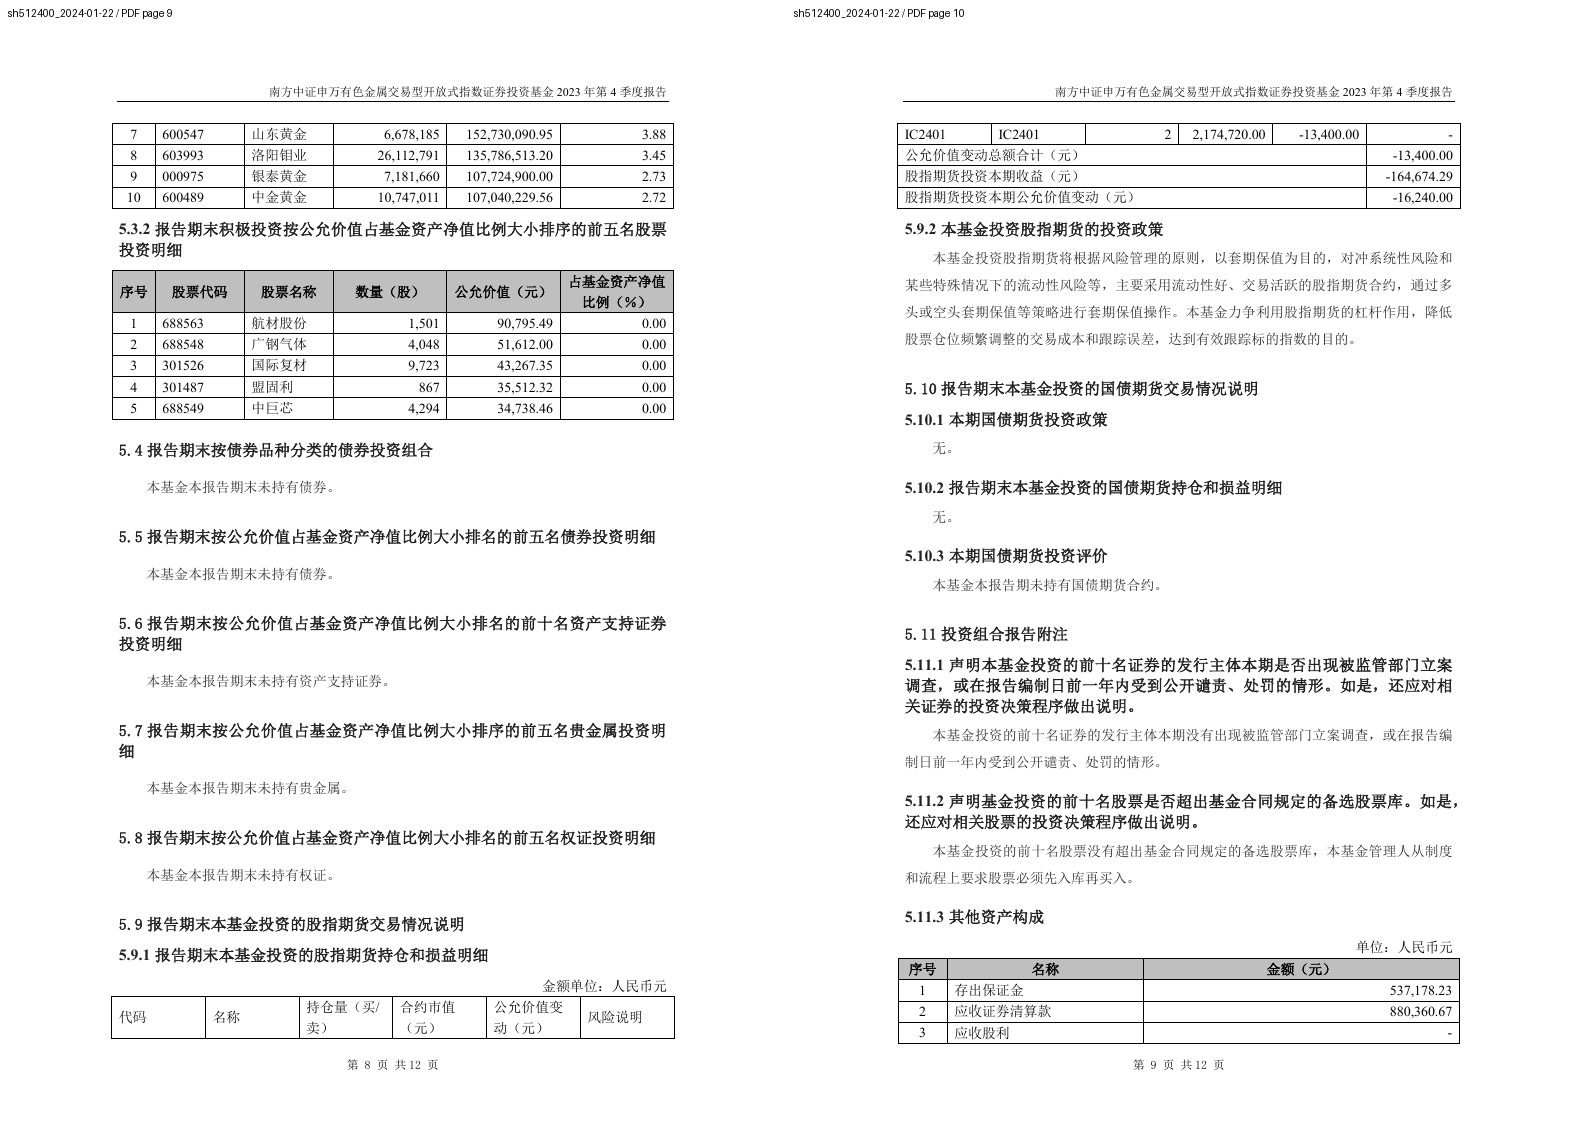 sh512400_2024-01-22 / PDF page 9
南方中证申万有色金属交易型开放式指数证券投资基金 2023 年第 4 季度报告
7 600547 山东黄金 6,678,185 152,730,090.95 3.88
8 603993 洛阳钼业 26,112,791 135,786,513.20 3.45
9 000975 银泰黄金 7,181,660 107,724,900.00 2.73
10 600489 中金黄金 10,747,011 107,040,229.56 2.72
5.3.2 报告期末积极投资按公允价值占基金资产净值比例大小排序的前五名股票
投资明细
序号 股票代码 股票名称 数量（股） 公允价值（元） 占基金资产净值
比例（%）
1 688563 航材股份 1,501 90,795.49 0.00
2 688548 广钢气体 4,048 51,612.00 0.00
3 301526 国际复材 9,723 43,267.35 0.00
4 301487 盟固利 867 35,512.32 0.00
5 688549 中巨芯 4,294 34,738.46 0.00
5.4 报告期末按债券品种分类的债券投资组合
本基金本报告期末未持有债券。
5.5 报告期末按公允价值占基金资产净值比例大小排名的前五名债券投资明细
本基金本报告期末未持有债券。
5.6 报告期末按公允价值占基金资产净值比例大小排名的前十名资产支持证券
投资明细
本基金本报告期末未持有资产支持证券。
5.7 报告期末按公允价值占基金资产净值比例大小排序的前五名贵金属投资明
细
本基金本报告期末未持有贵金属。
5.8 报告期末按公允价值占基金资产净值比例大小排名的前五名权证投资明细
本基金本报告期末未持有权证。
5.9 报告期末本基金投资的股指期货交易情况说明
5.9.1 报告期末本基金投资的股指期货持仓和损益明细
金额单位：人民币元
代码 名称 持仓量（买/ 合约市值 公允价值变 风险说明
卖） （元） 动（元）
第 8 页 共 12 页
sh512400_2024-01-22 / PDF page 10
南方中证申万有色金属交易型开放式指数证券投资基金 2023 年第 4 季度报告
IC2401 IC2401 2 2,174,720.00 -13,400.00 -
公允价值变动总额合计（元） -13,400.00
股指期货投资本期收益（元） -164,674.29
股指期货投资本期公允价值变动（元） -16,240.00
5.9.2 本基金投资股指期货的投资政策
本基金投资股指期货将根据风险管理的原则，以套期保值为目的，对冲系统性风险和
某些特殊情况下的流动性风险等，主要采用流动性好、交易活跃的股指期货合约，通过多
头或空头套期保值等策略进行套期保值操作。本基金力争利用股指期货的杠杆作用，降低
股票仓位频繁调整的交易成本和跟踪误差，达到有效跟踪标的指数的目的。
5.10 报告期末本基金投资的国债期货交易情况说明
5.10.1 本期国债期货投资政策
无。
5.10.2 报告期末本基金投资的国债期货持仓和损益明细
无。
5.10.3 本期国债期货投资评价
本基金本报告期未持有国债期货合约。
5.11 投资组合报告附注
5.11.1 声明本基金投资的前十名证券的发行主体本期是否出现被监管部门立案
调查，或在报告编制日前一年内受到公开谴责、处罚的情形。如是，还应对相
关证券的投资决策程序做出说明。
本基金投资的前十名证券的发行主体本期没有出现被监管部门立案调查，或在报告编
制日前一年内受到公开谴责、处罚的情形。
5.11.2 声明基金投资的前十名股票是否超出基金合同规定的备选股票库。如是，
还应对相关股票的投资决策程序做出说明。
本基金投资的前十名股票没有超出基金合同规定的备选股票库，本基金管理人从制度
和流程上要求股票必须先入库再买入。
5.11.3 其他资产构成
单位：人民币元
序号 名称 金额（元）
1 存出保证金 537,178.23
2 应收证券清算款 880,360.67
3 应收股利 -
第 9 页 共 12 页